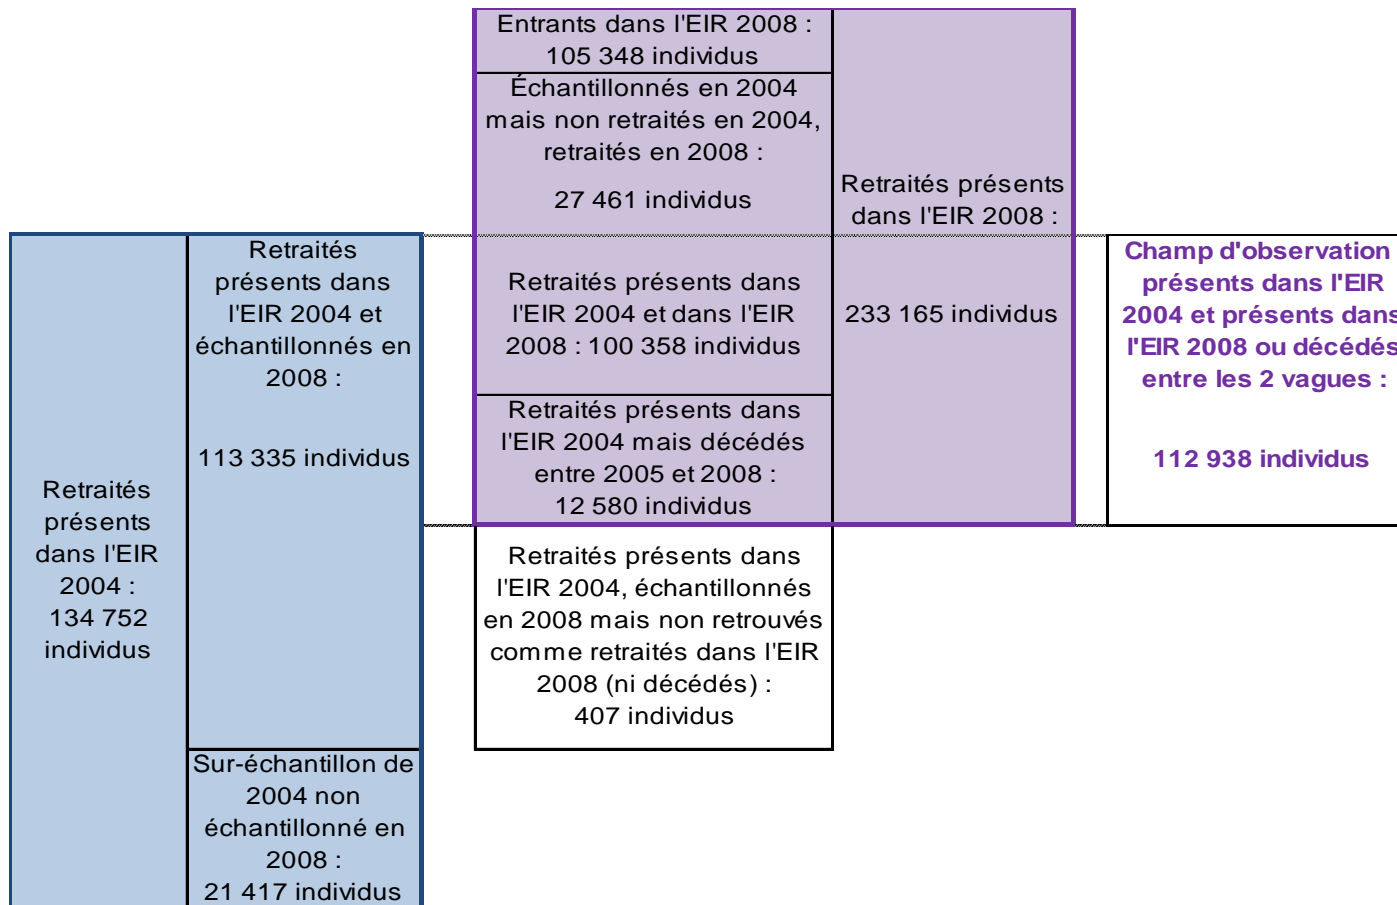 Entrants dans l'EIR 2008 :
105 348 individus
Échantillonnés en 2004
mais non retraités en 2004,
retraités en 2008 :
27 461 individus
Retraités présents
dans l'EIR 2008 :
233 165 individus
Retraités
présents dans
l'EIR 2004 et
échantillonnés en
2008 :
113 335 individus
Retraités présents dans
l'EIR 2004 et dans l'EIR
2008 : 100 358 individus
Champ d'observation
présents dans l'EIR
2004 et présents dans
l'EIR 2008 ou décédés
entre les 2 vagues :
112 938 individus
Retraités présents dans
l'EIR 2004 mais décédés
entre 2005 et 2008 :
12 580 individus
Retraités
présents
dans l'EIR
2004 :
134 752
individus
Retraités présents dans
l'EIR 2004, échantillonnés
en 2008 mais non retrouvés
comme retraités dans l'EIR
2008 (ni décédés) :
407 individus
Sur-échantillon de
2004 non
échantillonné en
2008 :
21 417 individus